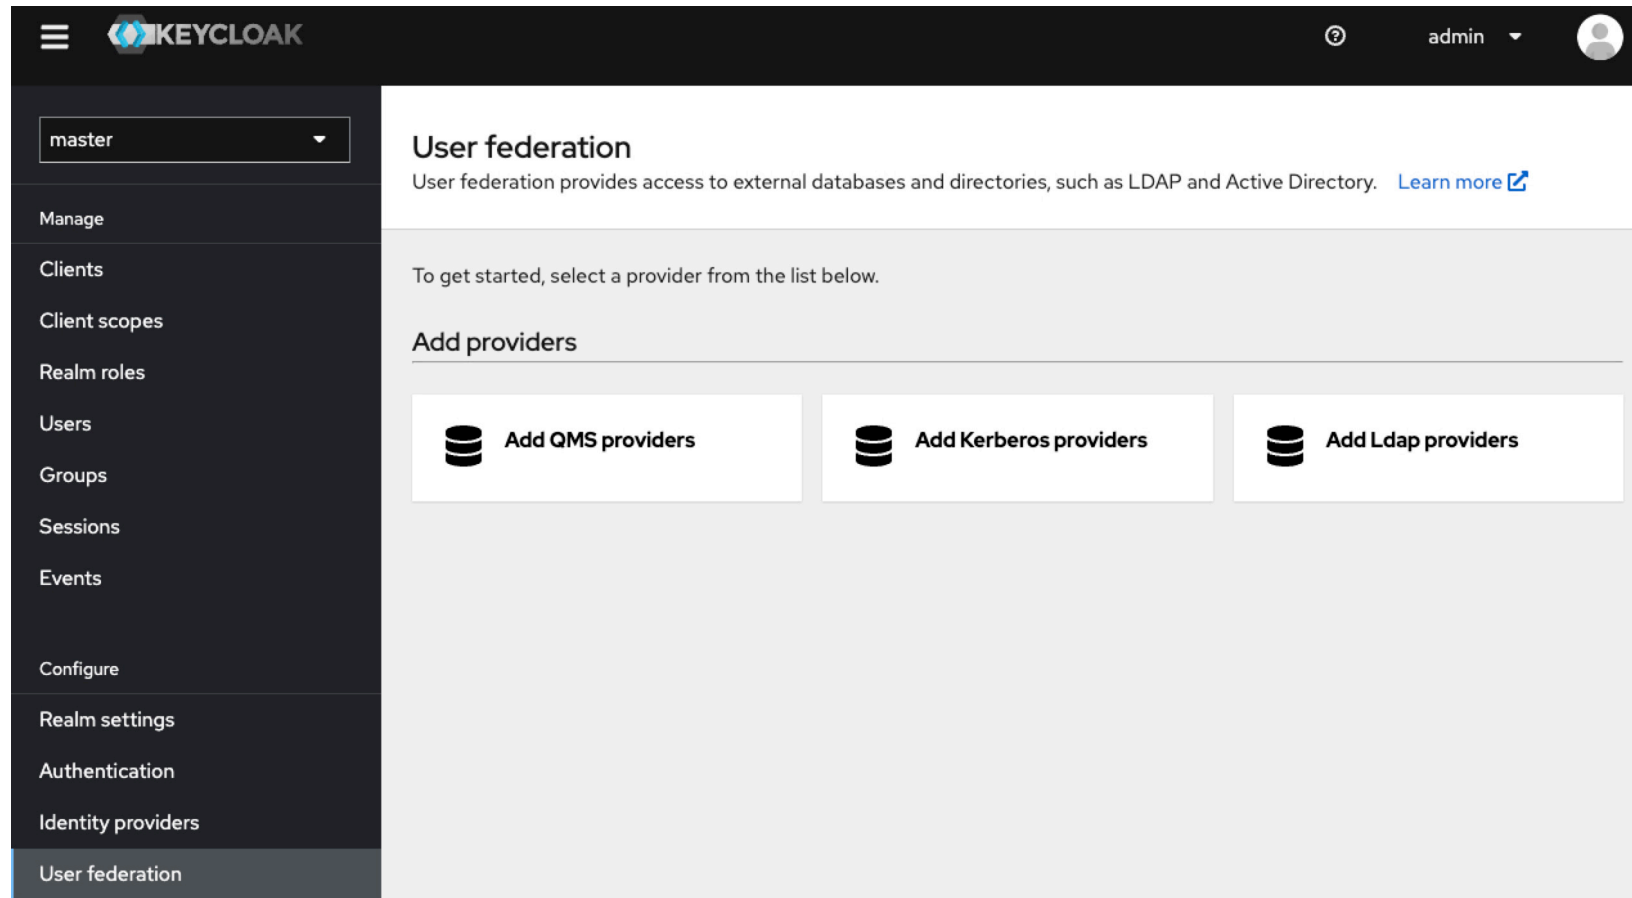 KEYCLOAK
admin
master
Manage
Clients
Client scopes
Realm roles
Users
Groups
Sessions
Events
Configure
Realm settings
Authentication
Identity providers
User federation
User federation
User federation provides access to external databases and directories, such as LDAP and Active Directory. Learn more
To get started, select a provider from the list below.
Add providers
Add QMS providers
Add Kerberos providers
Add Ldap providers